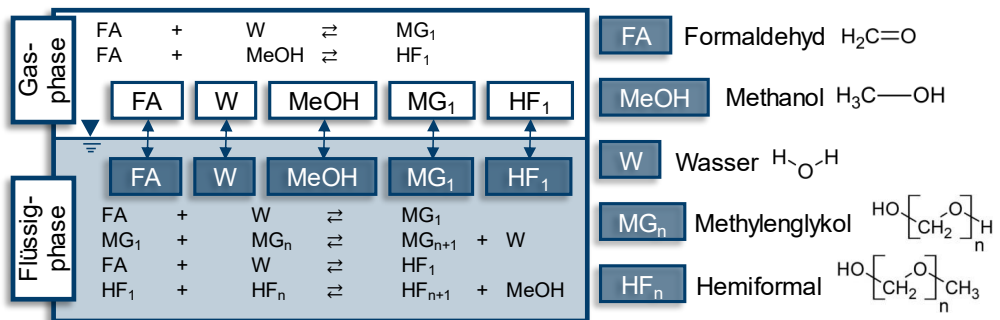 Gas-
phase
FA + W ⇄ MG₁
FA + MeOH ⇄ HF₁
FA W MeOH MG₁ HF₁
FA W MeOH MG₁ HF₁
Flüssig-
phase
FA + W ⇄ MG₁
MG₁ + MGₙ ⇄ MGₙ₊₁ + W
FA + W ⇄ HF₁
HF₁ + HFₙ ⇄ HFₙ₊₁ + MeOH
FA Formaldehyd H₂C=O
MeOH Methanol H₃C—OH
W Wasser H O H
MGₙ Methylenglykol HO [CH₂ O]ₙ H
HFₙ Hemiformal HO [CH₂ O]ₙ CH₃